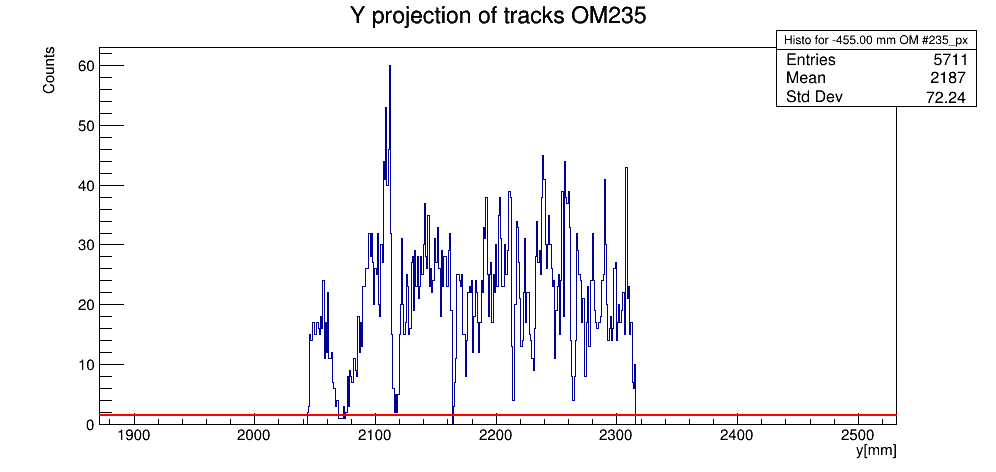 Y projection of tracks OM235
Histo for -455.00 mm OM #235_px
Entries 5711
Mean 2187
Std Dev 72.24
Counts
60
50
40
30
20
10
0
1900 2000 2100 2200 2300 2400 2500
y[mm]